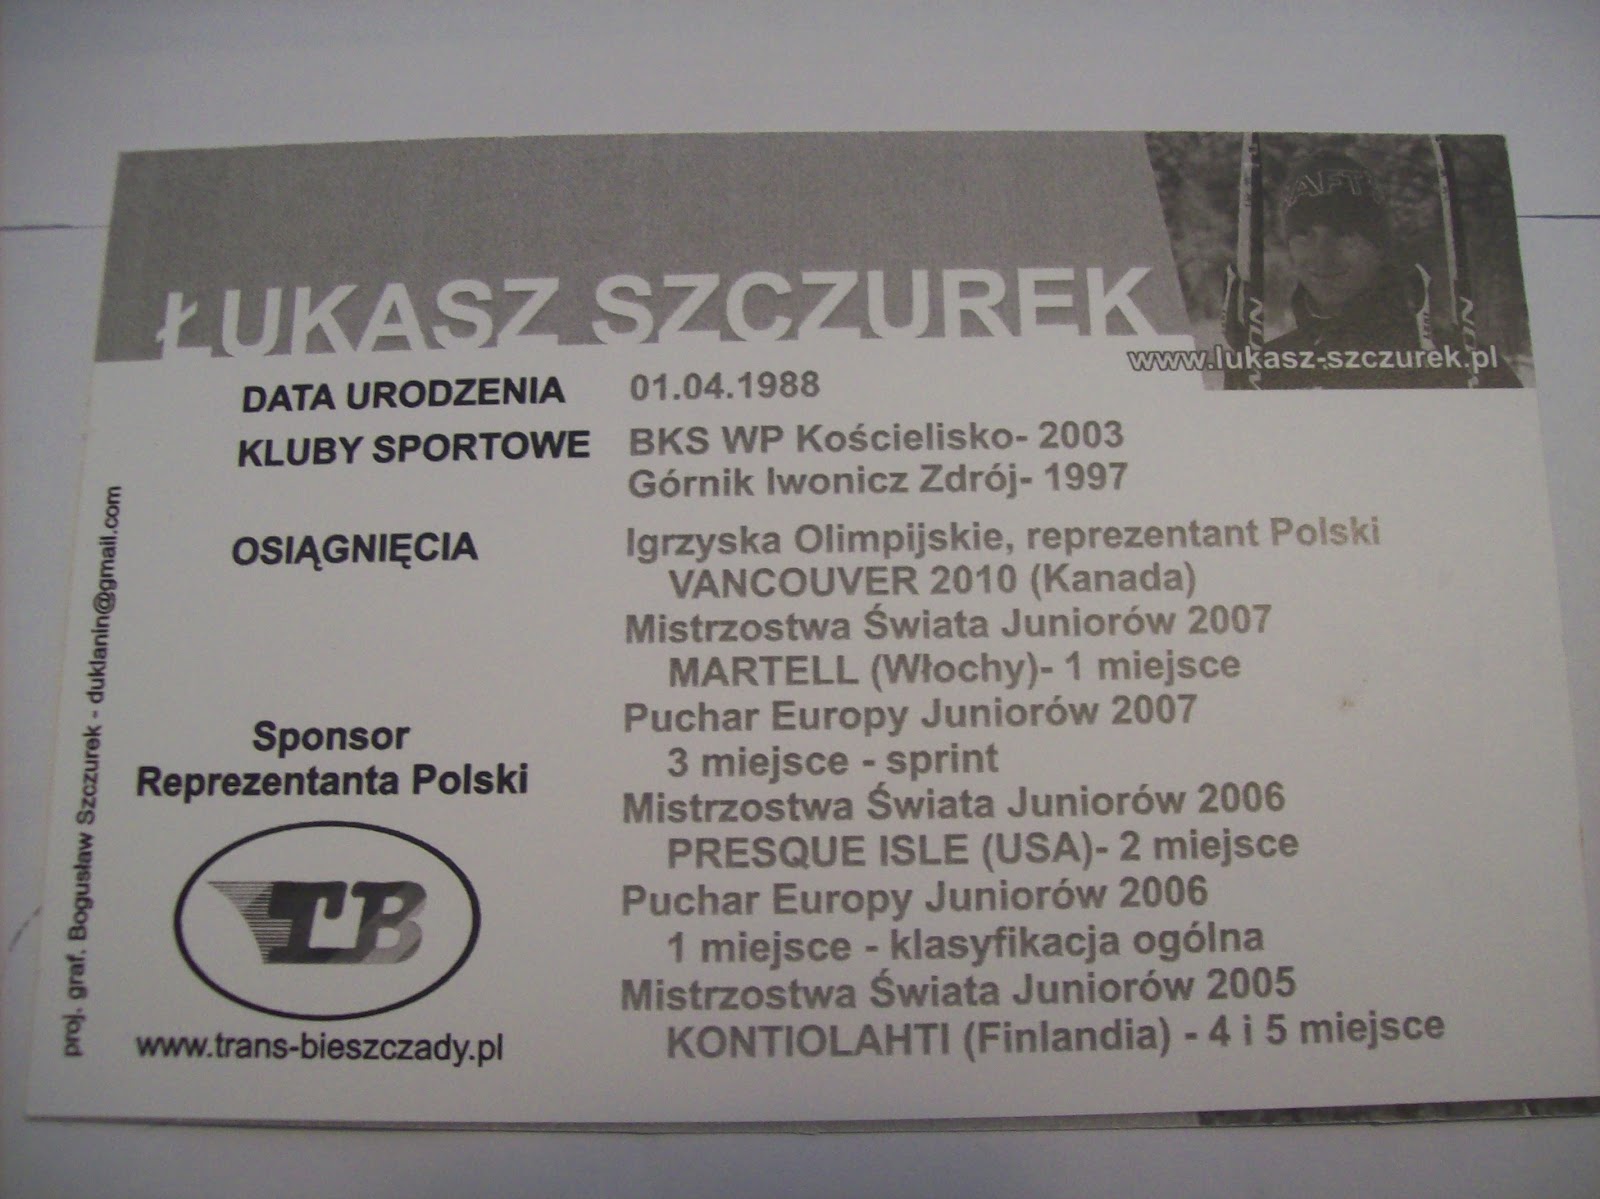 ŁUKASZ SZCZUREK
www.lukasz-szczurek.pl
DATA URODZENIA 01.04.1988
KLUBY SPORTOWE BKS WP Kościelisko- 2003
Górnik Iwonicz Zdrój- 1997
OSIĄGNIĘCIA Igrzyska Olimpijskie, reprezentant Polski
VANCOUVER 2010 (Kanada)
Mistrzostwa Świata Juniorów 2007
MARTELL (Włochy)- 1 miejsce
Puchar Europy Juniorów 2007
3 miejsce - sprint
Mistrzostwa Świata Juniorów 2006
PRESQUE ISLE (USA)- 2 miejsce
Puchar Europy Juniorów 2006
1 miejsce - klasyfikacja ogólna
Mistrzostwa Świata Juniorów 2005
KONTIOLAHTI (Finlandia) - 4 i 5 miejsce
Sponsor
Reprezentanta Polski
TB
www.trans-bieszczady.pl
proj. graf. Bogusław Szczurek - duklanin@gmail.com